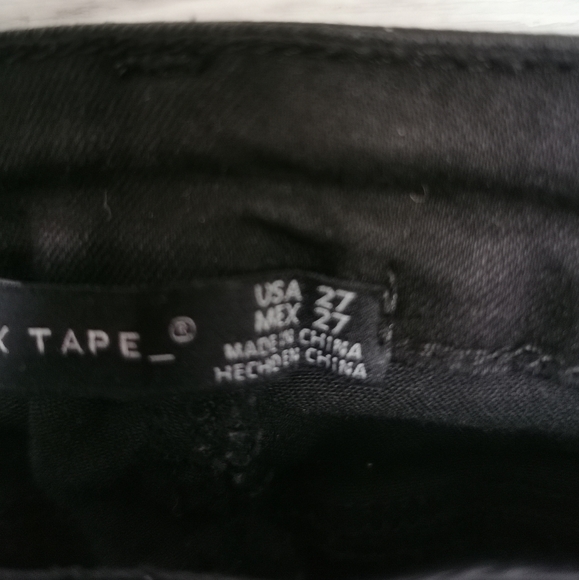 X TAPE_®
USA 27
MEX 27
MADE IN CHINA
HECHO EN CHINA